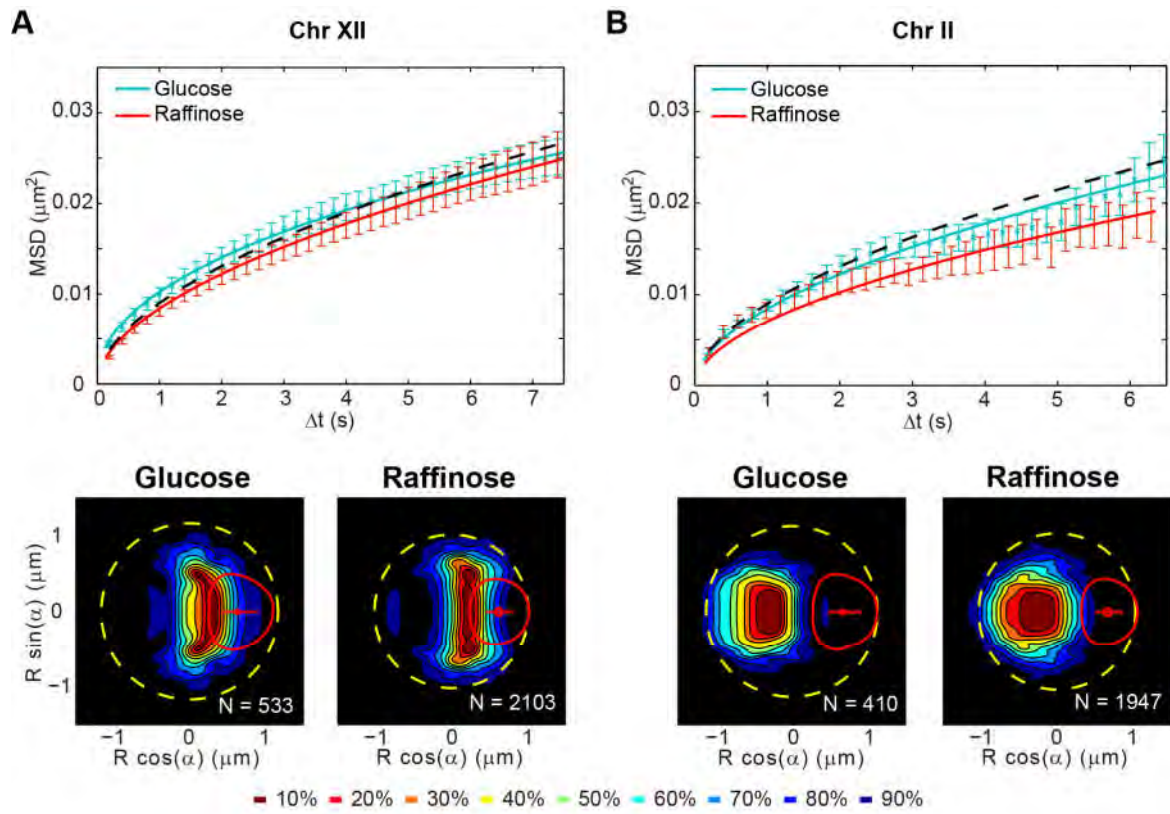 A
Chr XII
Glucose
Raffinose
MSD (μm²)
0.03
0.02
0.01
0
0 1 2 3 4 5 6 7
Δt (s)
B
Chr II
Glucose
Raffinose
MSD (μm²)
0.03
0.02
0.01
0
0 1 2 3 4 5 6
Δt (s)
Glucose
Raffinose
Glucose
Raffinose
R sin(α) (μm)
1
0
−1
N = 533
N = 2103
N = 410
N = 1947
−1 0 1
−1 0 1
−1 0 1
−1 0 1
R cos(α) (μm)
R cos(α) (μm)
R cos(α) (μm)
R cos(α) (μm)
10% 20% 30% 40% 50% 60% 70% 80% 90%